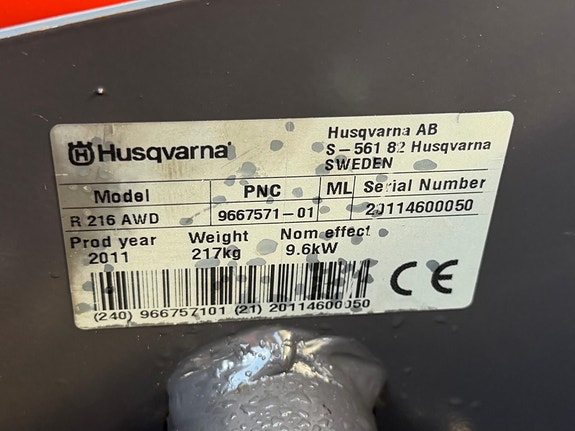 Husqvarna
Husqvarna AB
S-561 82 Husqvarna
SWEDEN
Model PNC ML Serial Number
R 216 AWD 9667571-01 20114600050
Prod year Weight Nom effect
2011 217kg 9.6kW
CE
(240) 966757101 (21) 20114600050